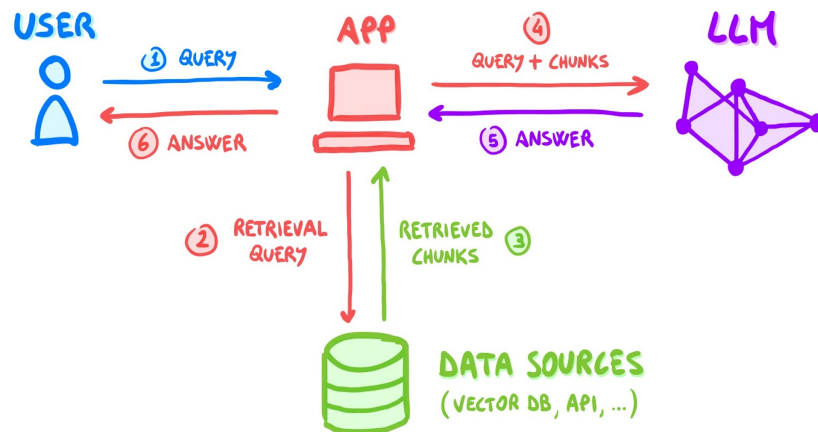 USER
APP
LLM
① QUERY
④
QUERY + CHUNKS
⑥ ANSWER
⑤ ANSWER
② RETRIEVAL
QUERY
RETRIEVED
CHUNKS ③
DATA SOURCES
(VECTOR DB, API, ...)